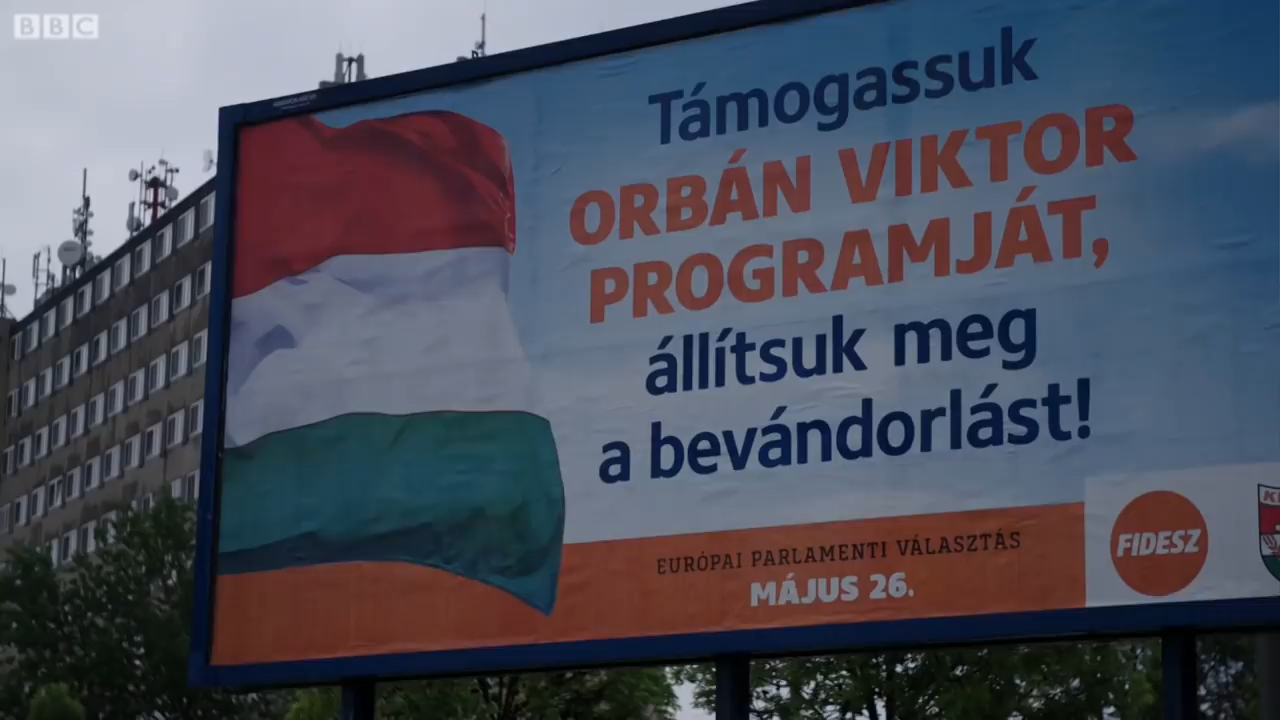 BBC
Támogassuk
ORBÁN VIKTOR
PROGRAMJÁT,
állítsuk meg
a bevándorlást!
EURÓPAI PARLAMENTI VÁLASZTÁS
MÁJUS 26.
FIDESZ